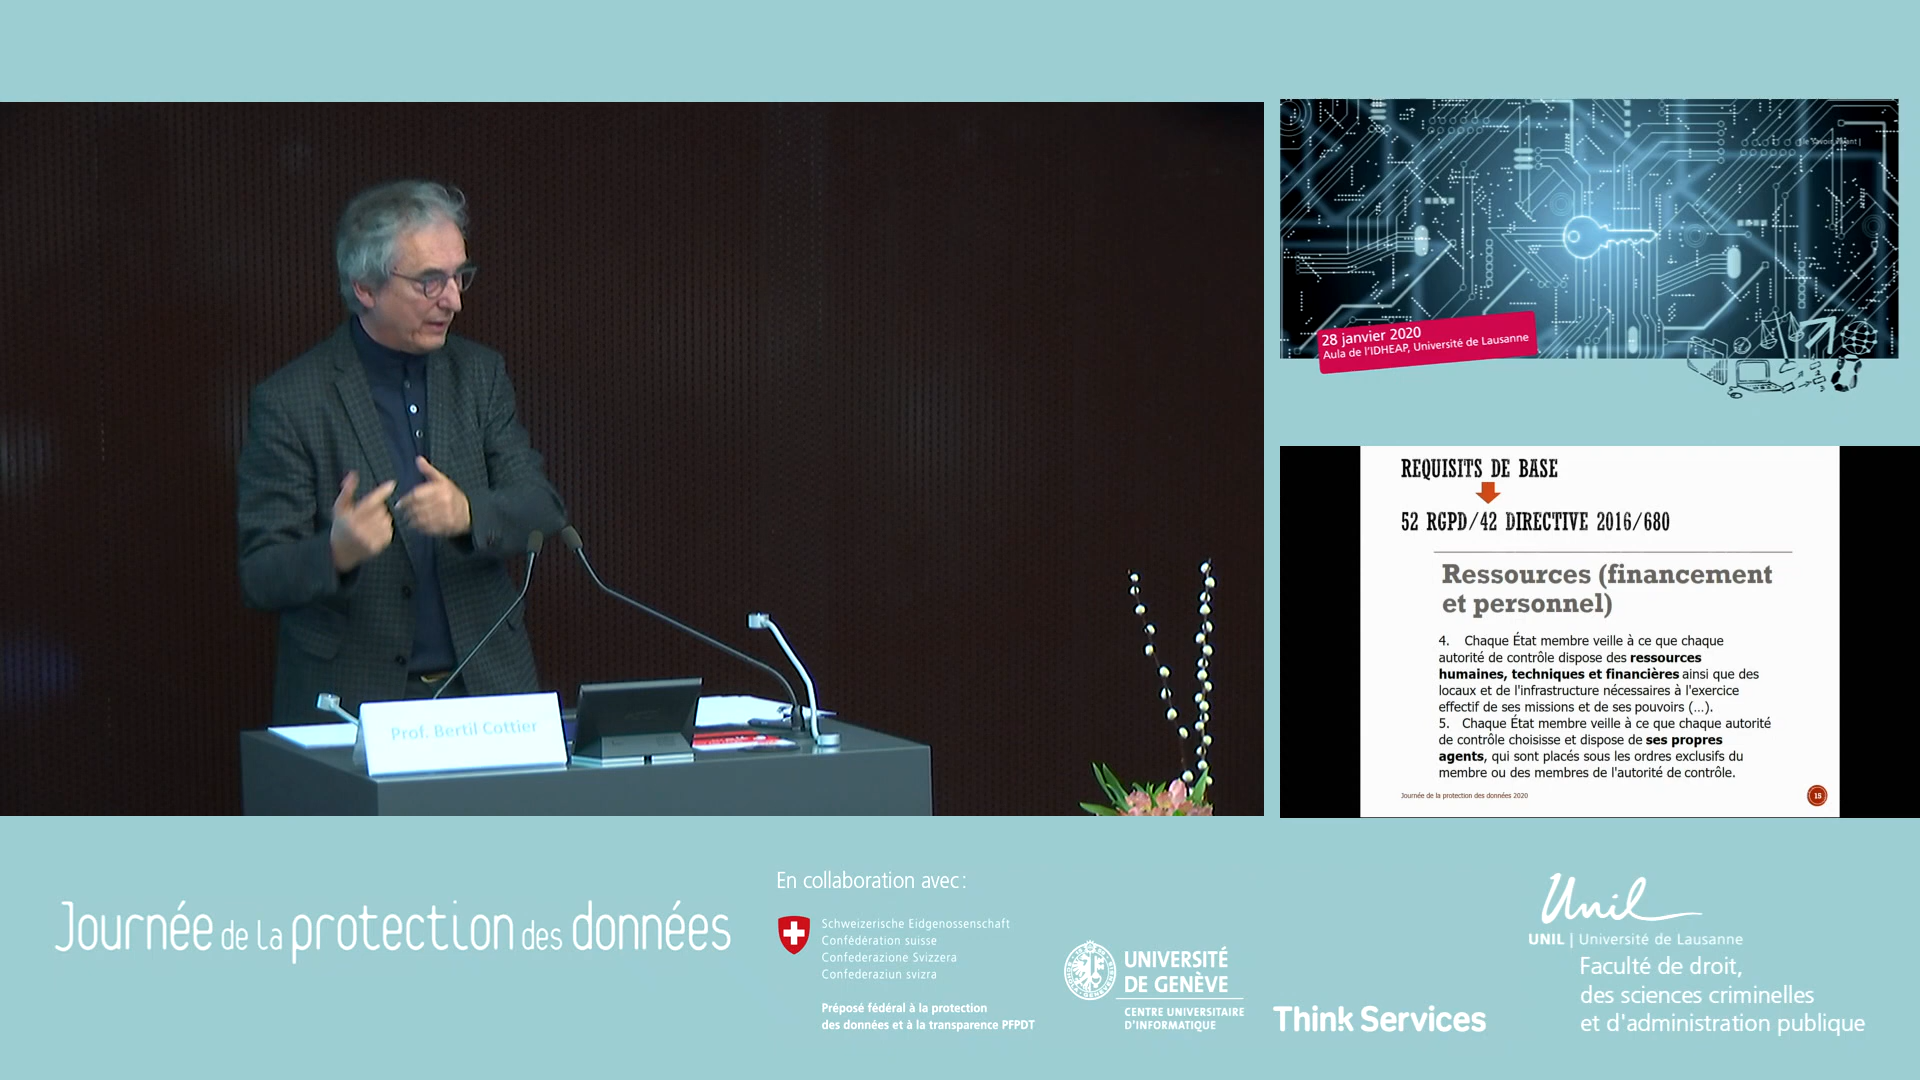 Prof. Bertil Cottier
| le savoir vivant |
28 janvier 2020
Aula de l'IDHEAP, Université de Lausanne
REQUISITS DE BASE
52 RGPD/42 DIRECTIVE 2016/680
Ressources (financement
et personnel)
4. Chaque État membre veille à ce que chaque
autorité de contrôle dispose des ressources
humaines, techniques et financières ainsi que des
locaux et de l'infrastructure nécessaires à l'exercice
effectif de ses missions et de ses pouvoirs (…).
5. Chaque État membre veille à ce que chaque autorité
de contrôle choisisse et dispose de ses propres
agents, qui sont placés sous les ordres exclusifs du
membre ou des membres de l'autorité de contrôle.
Journée de la protection des données 2020
15
Journée de la protection des données
En collaboration avec :
Schweizerische Eidgenossenschaft
Confédération suisse
Confederazione Svizzera
Confederaziun svizra
Préposé fédéral à la protection
des données et à la transparence PFPDT
UNIVERSITÉ
DE GENÈVE
CENTRE UNIVERSITAIRE
D'INFORMATIQUE
Think Services
Unil
UNIL | Université de Lausanne
Faculté de droit,
des sciences criminelles
et d'administration publique